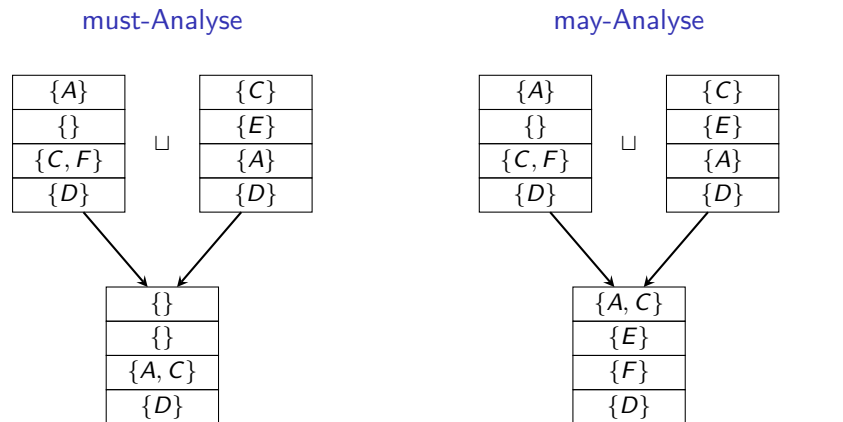 must-Analyse
{A}
{}
{C, F}
{D}
⊔
{C}
{E}
{A}
{D}
{}
{}
{A, C}
{D}
may-Analyse
{A}
{}
{C, F}
{D}
⊔
{C}
{E}
{A}
{D}
{A, C}
{E}
{F}
{D}